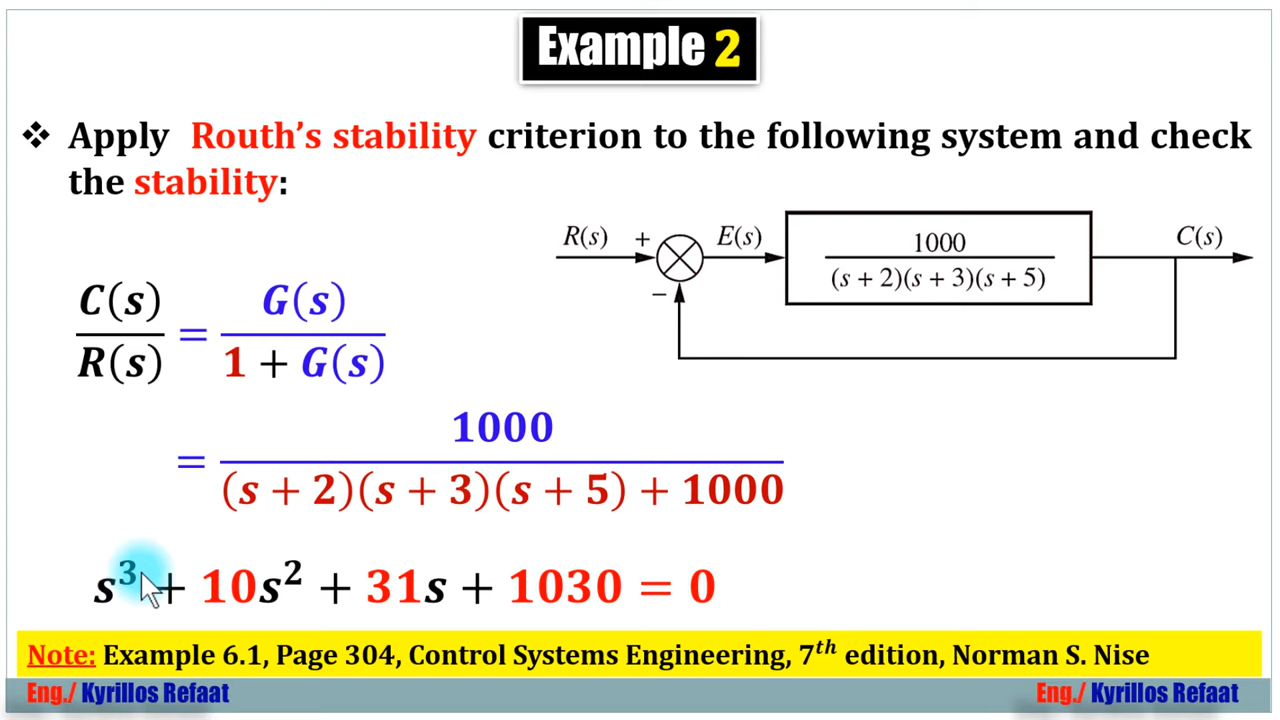 Example 2
❖ Apply Routh's stability criterion to the following system and check
the stability:
R(s) + E(s) 1000 C(s)
− (s + 2)(s + 3)(s + 5)
C(s) / R(s) = G(s) / 1 + G(s)
= 1000 / (s + 2)(s + 3)(s + 5) + 1000
s³ + 10s² + 31s + 1030 = 0
Note: Example 6.1, Page 304, Control Systems Engineering, 7ᵗʰ edition, Norman S. Nise
Eng./ Kyrillos Refaat Eng./ Kyrillos Refaat